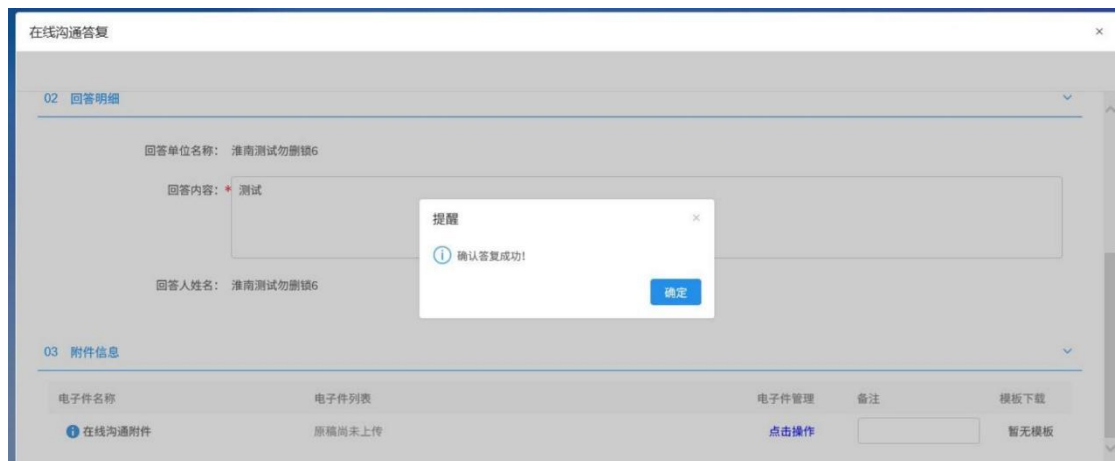 在线沟通答复
×
02 回答明细
回答单位名称： 淮南测试勿删锁6
回答内容：* 测试
提醒
×
确认答复成功!
确定
回答人姓名： 淮南测试勿删锁6
03 附件信息
电子件名称 电子件列表 电子件管理 备注 模板下载
在线沟通附件 原稿尚未上传 点击操作 暂无模板